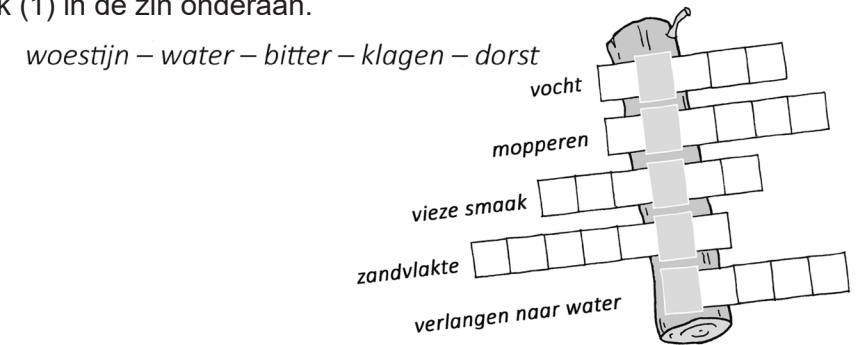 k (1) in de zin onderaan.
woestijn – water – bitter – klagen – dorst
vocht
mopperen
vieze smaak
zandvlakte
verlangen naar water